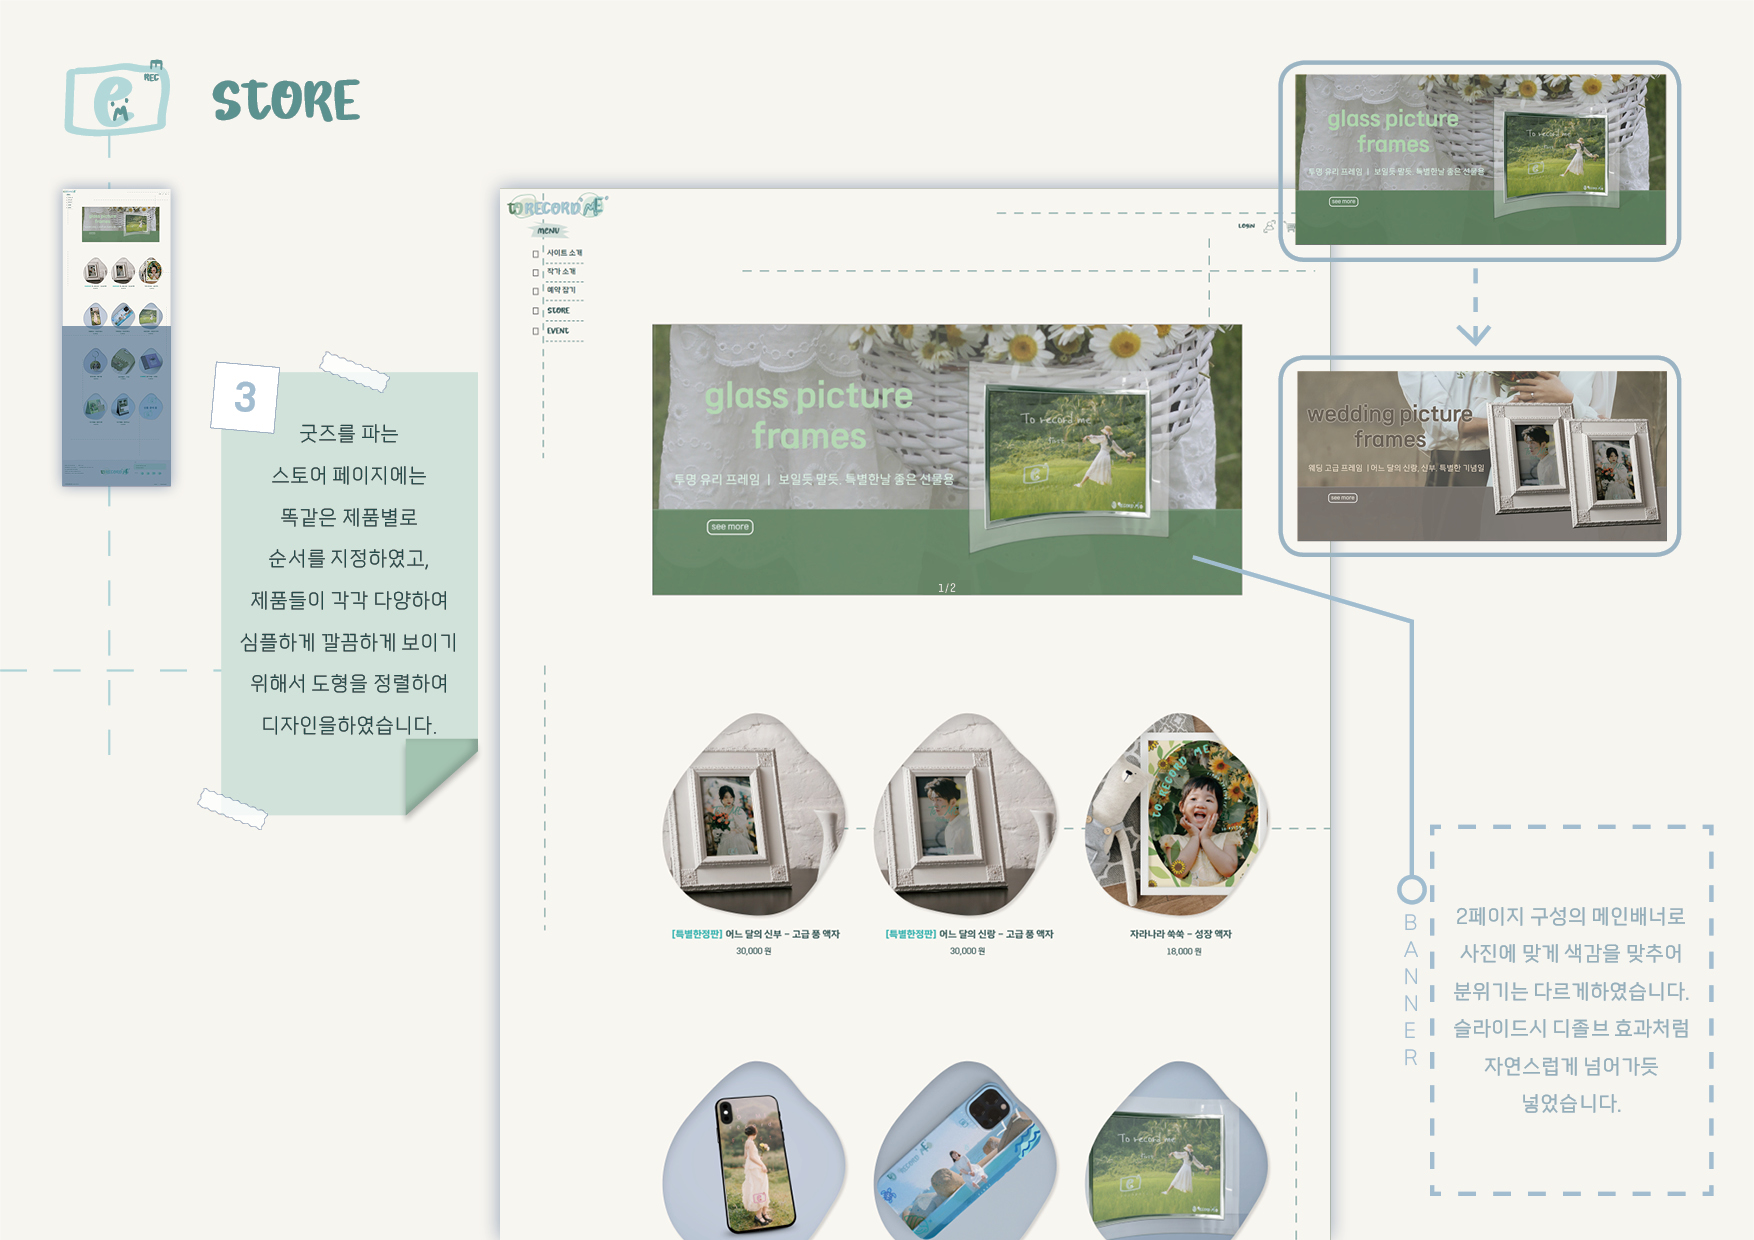 e
M
REC
STORE
3
굿즈를 파는
스토어 페이지에는
똑같은 제품별로
순서를 지정하였고,
제품들이 각각 다양하여
심플하게 깔끔하게 보이기
위해서 도형을 정렬하여
디자인을하였습니다.
to RECORD ME
MENU
사이트 소개
작가 소개
예약 잡기
STORE
EVENT
LOGIN
glass picture
frames
투명 유리 프레임 | 보일듯 말듯. 특별한날 줄은 선물용
see more
To record me
1/2
[특별한정판] 어느 달의 신부 - 고급 품 액자
30,000 원
[특별한정판] 어느 달의 신랑 - 고급 품 액자
30,000 원
TO RECORD ME
자라나라 쑥쑥 - 성장 액자
18,000 원
To record me
glass picture
frames
투명 유리 프레임 | 보일듯 말듯. 특별한날 줄은 선물용
see more
To record me
wedding picture
frames
웨딩 고급 프레임 | 어느 달의 신랑, 신부. 특별한 기념일
see more
BANNER
2페이지 구성의 메인배너로
사진에 맞게 색감을 맞추어
분위기는 다르게하였습니다.
슬라이드시 디졸브 효과처럼
자연스럽게 넘어가듯
넣었습니다.